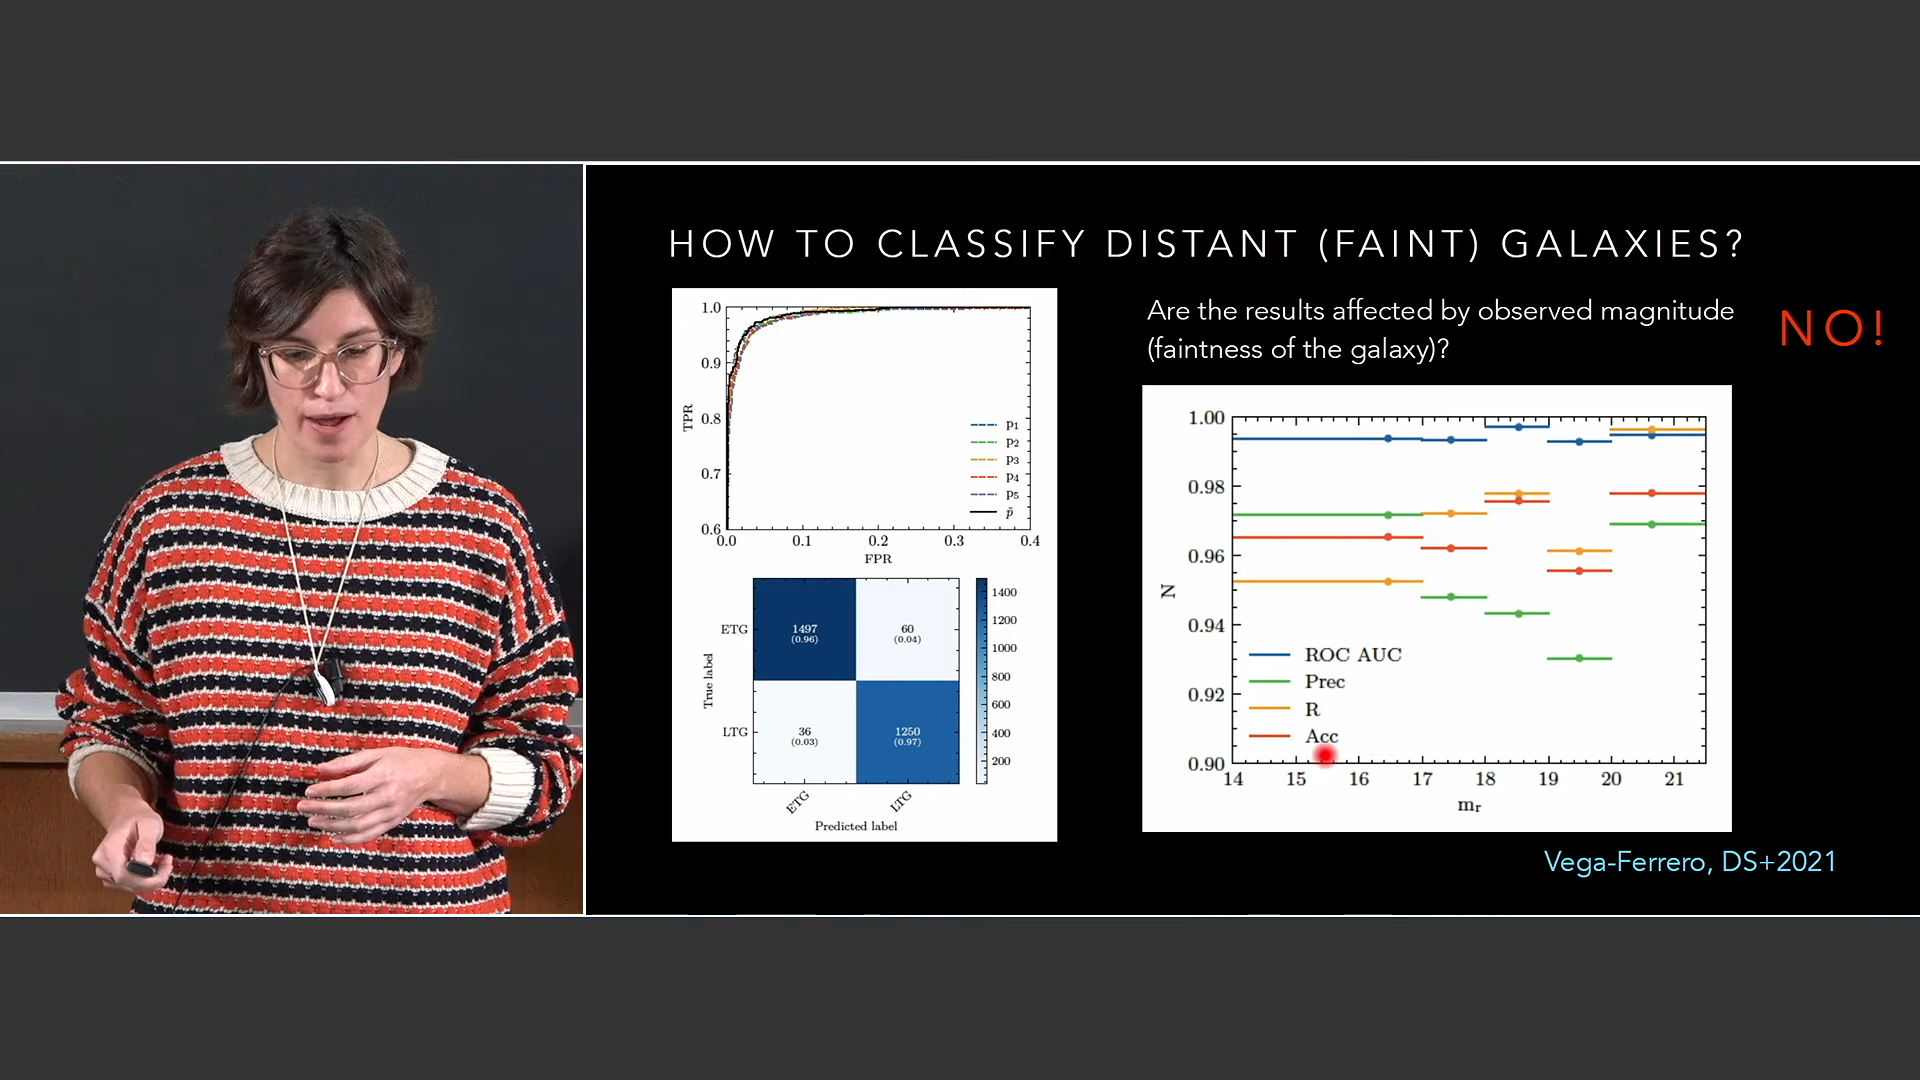 HOW TO CLASSIFY DISTANT (FAINT) GALAXIES?
1.0
0.9
0.8
0.7
0.6
TPR
0.0 0.1 0.2 0.3 0.4
FPR
p1
p2
p3
p4
p5
p̃
ETG
LTG
True label
1497
(0.96)
60
(0.04)
36
(0.03)
1250
(0.97)
ETG LTG
Predicted label
1400
1200
1000
800
600
400
200
Are the results affected by observed magnitude
(faintness of the galaxy)?
NO!
1.00
0.98
0.96
0.94
0.92
0.90
N
ROC AUC
Prec
R
Acc
14 15 16 17 18 19 20 21
mr
Vega-Ferrero, DS+2021